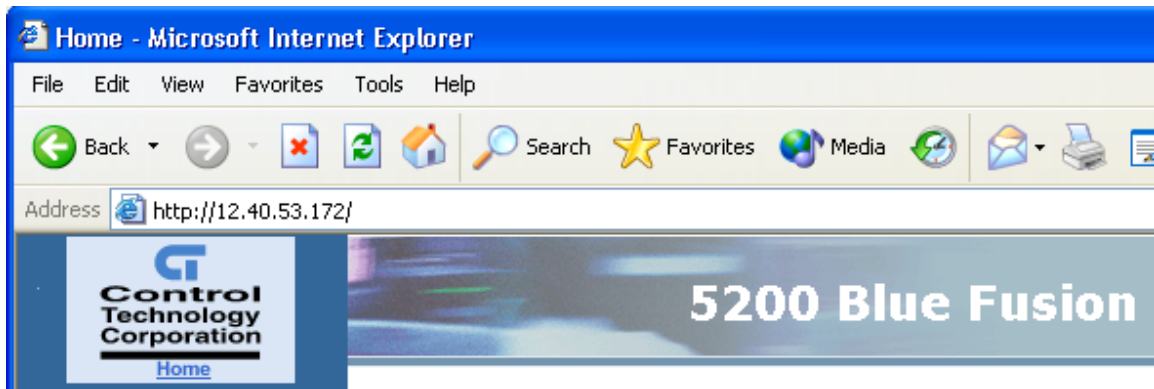 Home - Microsoft Internet Explorer
File Edit View Favorites Tools Help
Back Search Favorites Media
Address http://12.40.53.172/
CT
Control
Technology
Corporation
Home
5200 Blue Fusion